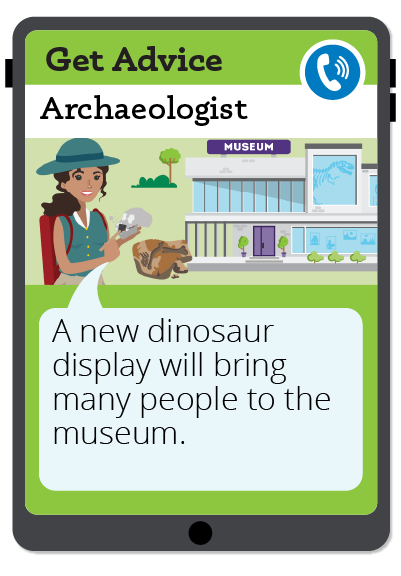 Get Advice
Archaeologist
MUSEUM
A new dinosaur
display will bring
many people to the
museum.